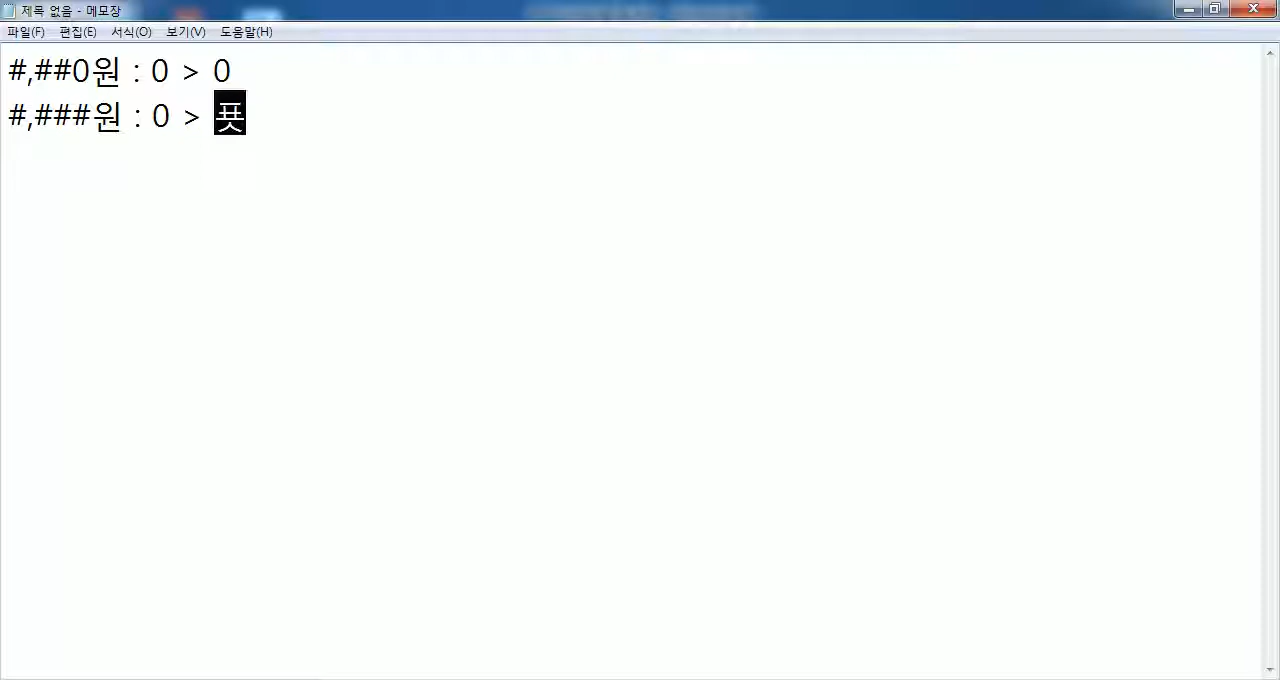 제목 없음 - 메모장
파일(F) 편집(E) 서식(O) 보기(V) 도움말(H)
#,##0원 : 0 > 0
#,###원 : 0 > 푯